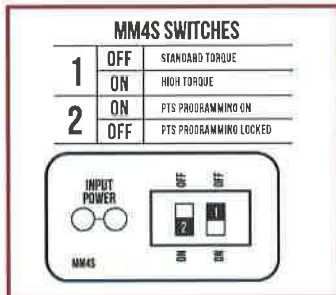 MM4S SWITCHES
1 OFF STANDARD TORQUE
ON HIGH TORQUE
2 ON PTS PROGRAMMING ON
OFF PTS PROGRAMMING LOCKED
INPUT
POWER
OFF OFF
2 1
ON ON
MM4S